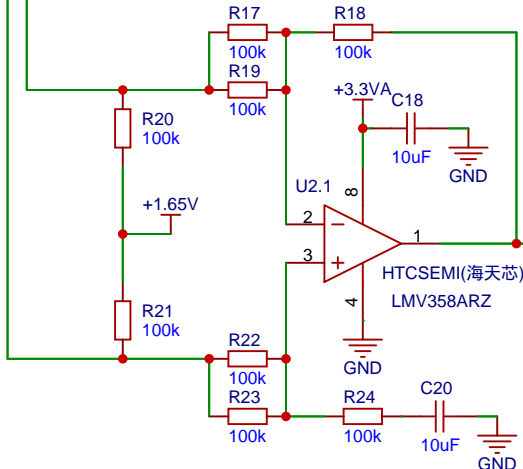 R17
R18
100k
100k
R19
100k
+3.3VA
C18
10uF
GND
R20
100k
+1.65V
U2.1
8
2
3
1
4
HTCSEMI(海天芯)
LMV358ARZ
GND
R21
100k
R22
100k
R23
100k
R24
100k
C20
10uF
GND